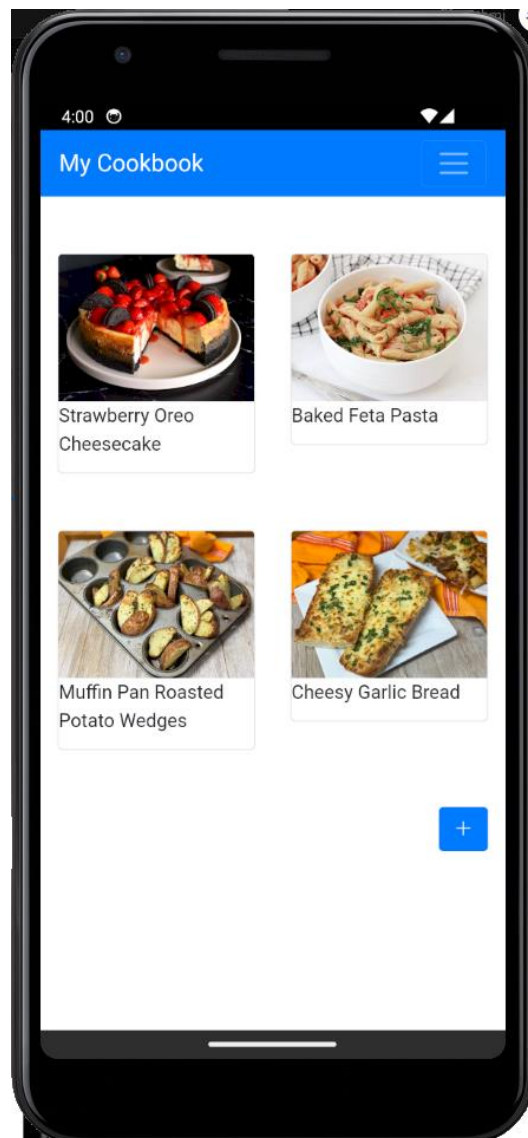 4:00
My Cookbook
Strawberry Oreo
Cheesecake
Baked Feta Pasta
Muffin Pan Roasted
Potato Wedges
Cheesy Garlic Bread
+